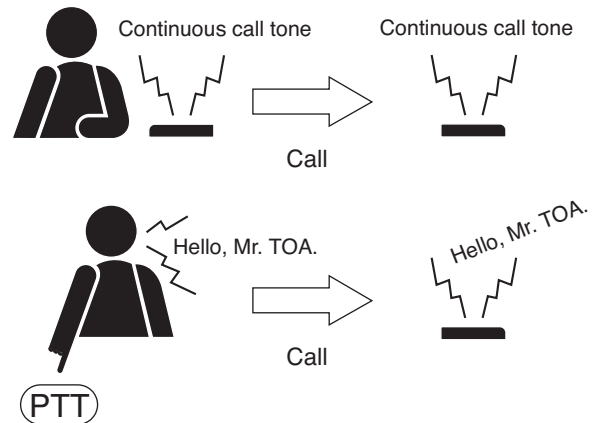 Continuous call tone
Continuous call tone
Call
Hello, Mr. TOA.
Hello, Mr. TOA.
Call
PTT